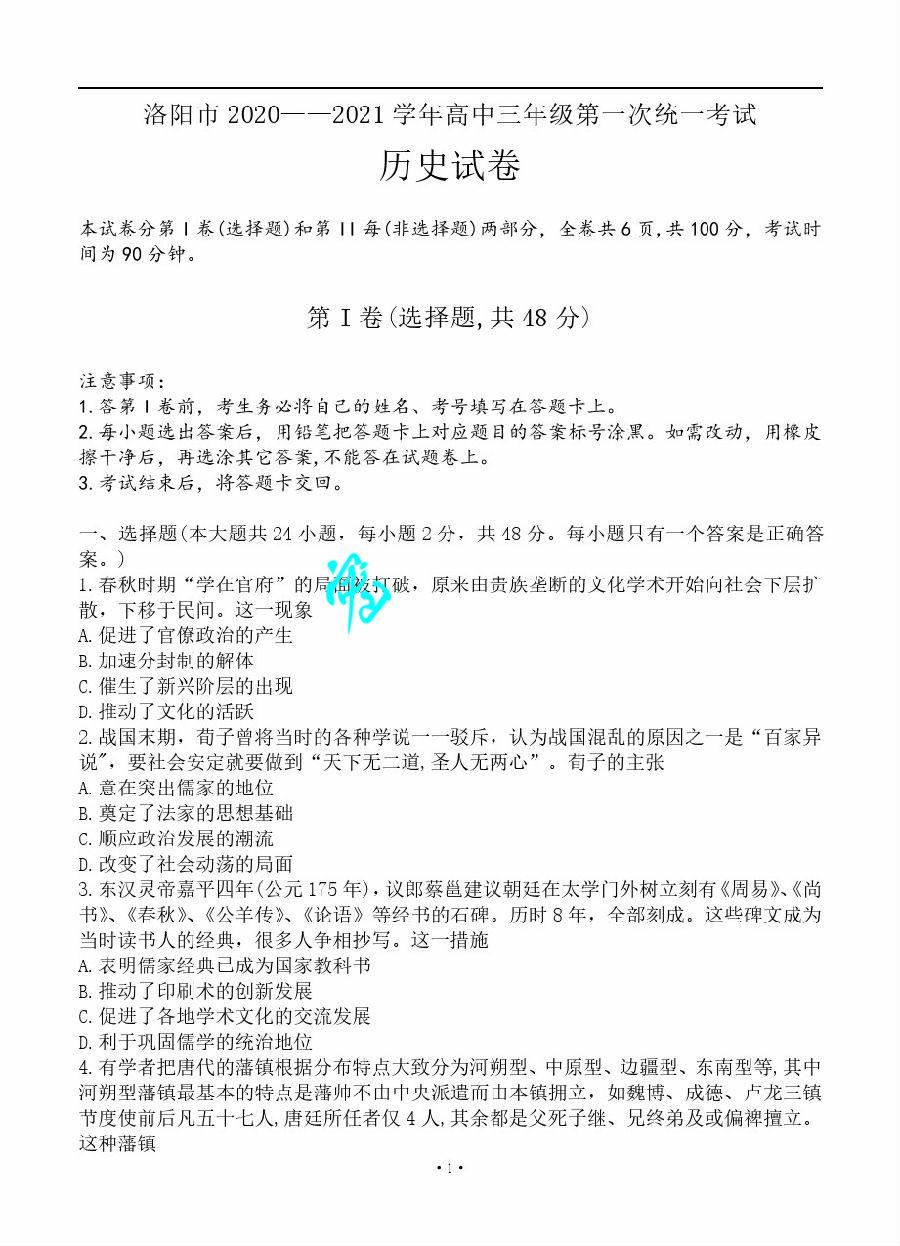 洛阳市 2020——2021 学年高中三年级第一次统一考试
历史试卷
本试卷分第 I 卷(选择题)和第 II 每(非选择题)两部分，全卷共 6 页,共 100 分，考试时
间为 90 分钟。
第 I 卷(选择题,共 48 分)
注意事项：
1.答第 I 卷前，考生务必将自己的姓名、考号填写在答题卡上。
2.每小题选出答案后，用铅笔把答题卡上对应题目的答案标号涂黑。如需改动，用橡皮
擦干净后，再选涂其它答案,不能答在试题卷上。
3.考试结束后，将答题卡交回。
一、选择题(本大题共 24 小题，每小题 2 分，共 48 分。每小题只有一个答案是正确答
案。)
1.春秋时期“学在官府”的局面被打破，原来由贵族垄断的文化学术开始向社会下层扩
散，下移于民间。这一现象
A.促进了官僚政治的产生
B.加速分封制的解体
C.催生了新兴阶层的出现
D.推动了文化的活跃
2.战国末期，荀子曾将当时的各种学说一一驳斥，认为战国混乱的原因之一是“百家异
说"，要社会安定就要做到“天下无二道,圣人无两心”。荀子的主张
A.意在突出儒家的地位
B.奠定了法家的思想基础
C.顺应政治发展的潮流
D.改变了社会动荡的局面
3.东汉灵帝嘉平四年(公元 175 年),议郎蔡邕建议朝廷在太学门外树立刻有《周易》、《尚
书》、《春秋》、《公羊传》、《论语》等经书的石碑。历时 8 年，全部刻成。这些碑文成为
当时读书人的经典，很多人争相抄写。这一措施
A.表明儒家经典已成为国家教科书
B.推动了印刷术的创新发展
C.促进了各地学术文化的交流发展
D.利于巩固儒学的统治地位
4.有学者把唐代的藩镇根据分布特点大致分为河朔型、中原型、边疆型、东南型等,其中
河朔型藩镇最基本的特点是藩帅不由中央派遣而由本镇拥立，如魏博、成德、卢龙三镇
节度使前后凡五十七人,唐廷所任者仅 4 人,其余都是父死子继、兄终弟及或偏裨擅立。
这种藩镇
·1·